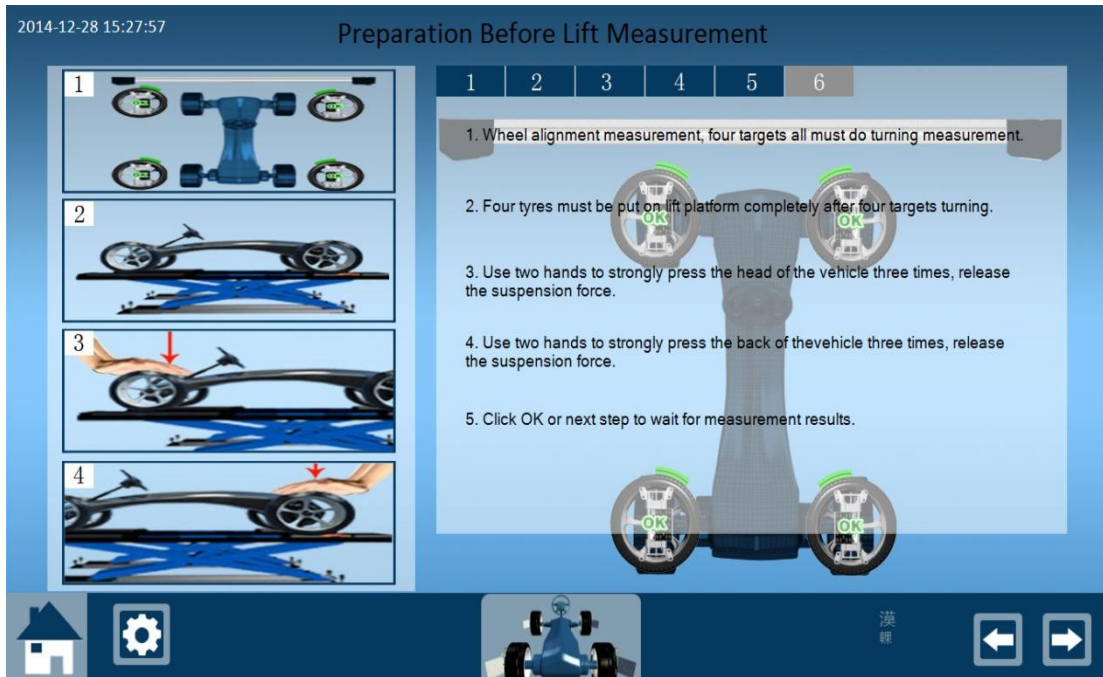 2014-12-28 15:27:57
Preparation Before Lift Measurement
1
2
3
4
1 2 3 4 5 6
1. Wheel alignment measurement, four targets all must do turning measurement.
2. Four tyres must be put on lift platform completely after four targets turning.
OK OK
3. Use two hands to strongly press the head of the vehicle three times, release
the suspension force.
4. Use two hands to strongly press the back of thevehicle three times, release
the suspension force.
5. Click OK or next step to wait for measurement results.
OK OK